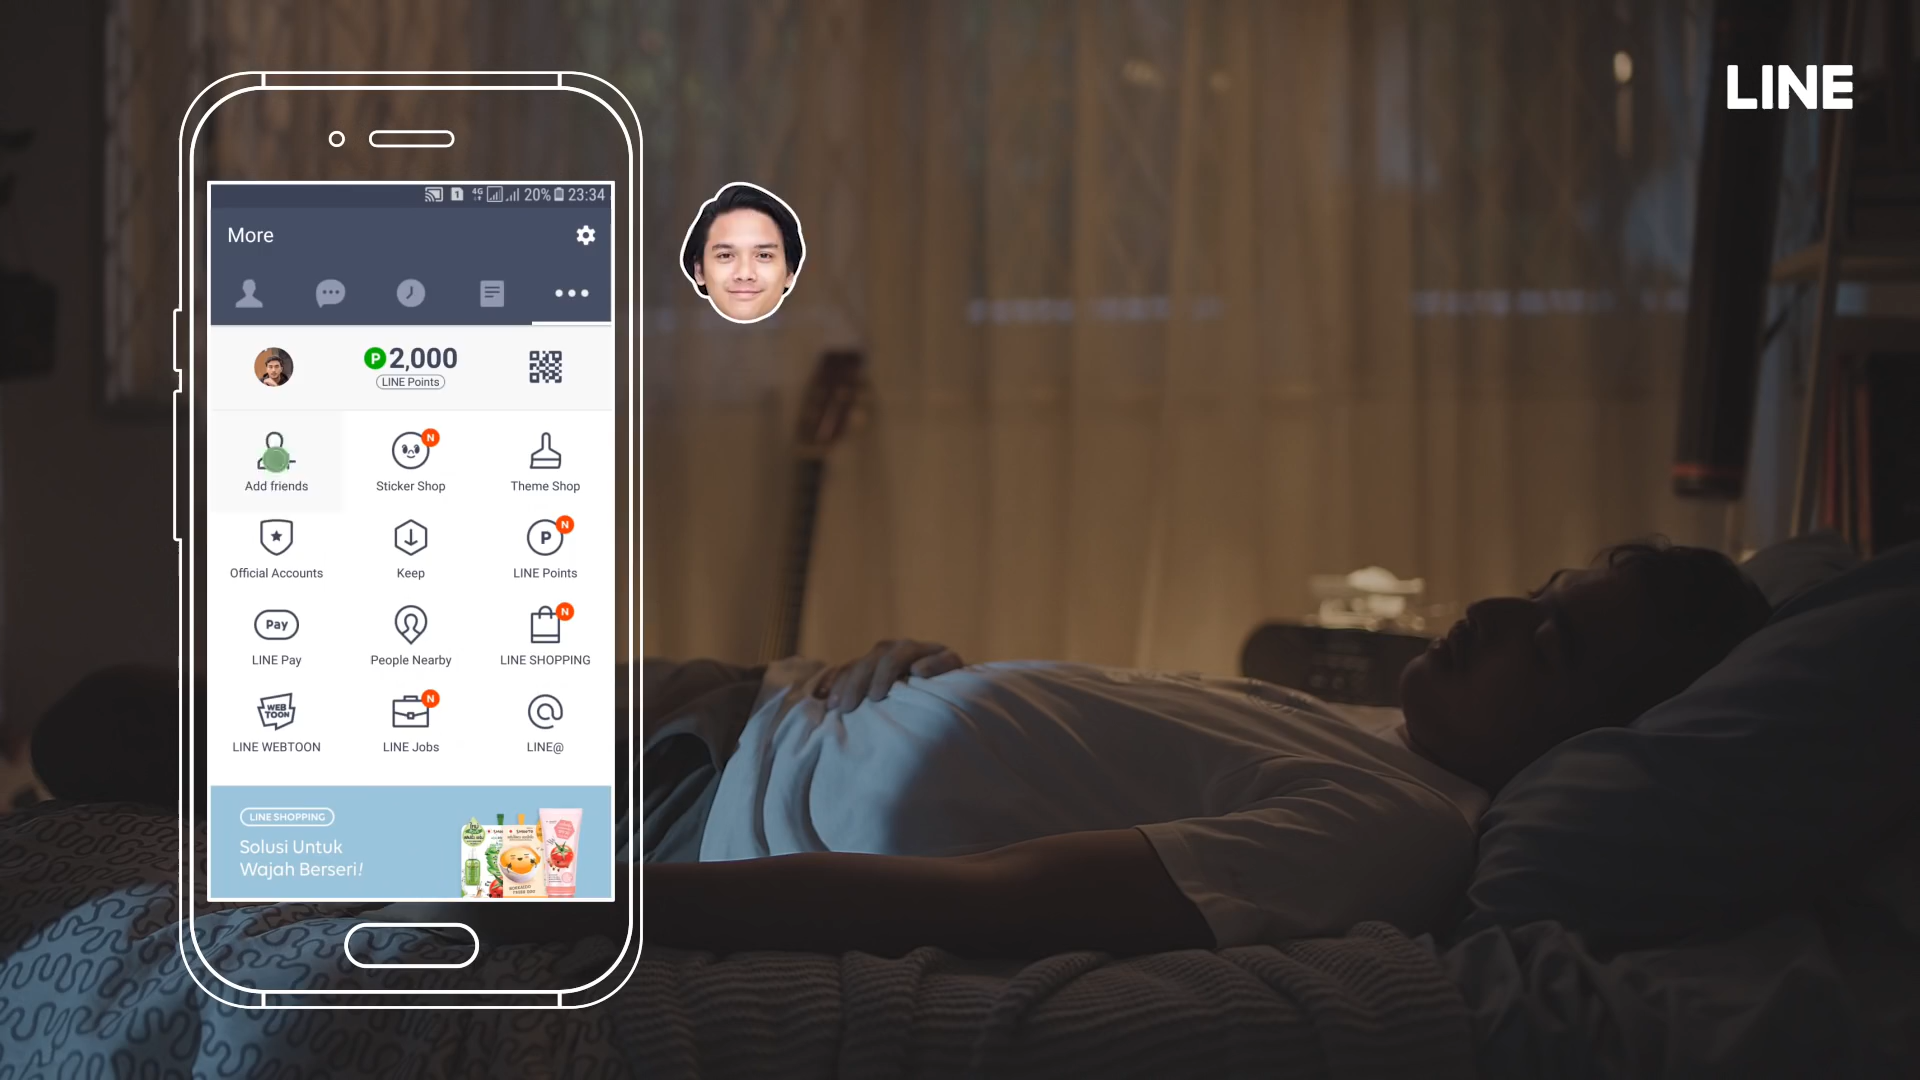 LINE
1 4G 20% 23:34
More
P 2,000
LINE Points
N
Add friends
Sticker Shop
Theme Shop
N
P
Official Accounts
Keep
LINE Points
N
Pay
LINE Pay
People Nearby
LINE SHOPPING
N
WEB
TOON
LINE WEBTOON
LINE Jobs
LINE@
LINE SHOPPING
Solusi Untuk
Wajah Berseri!